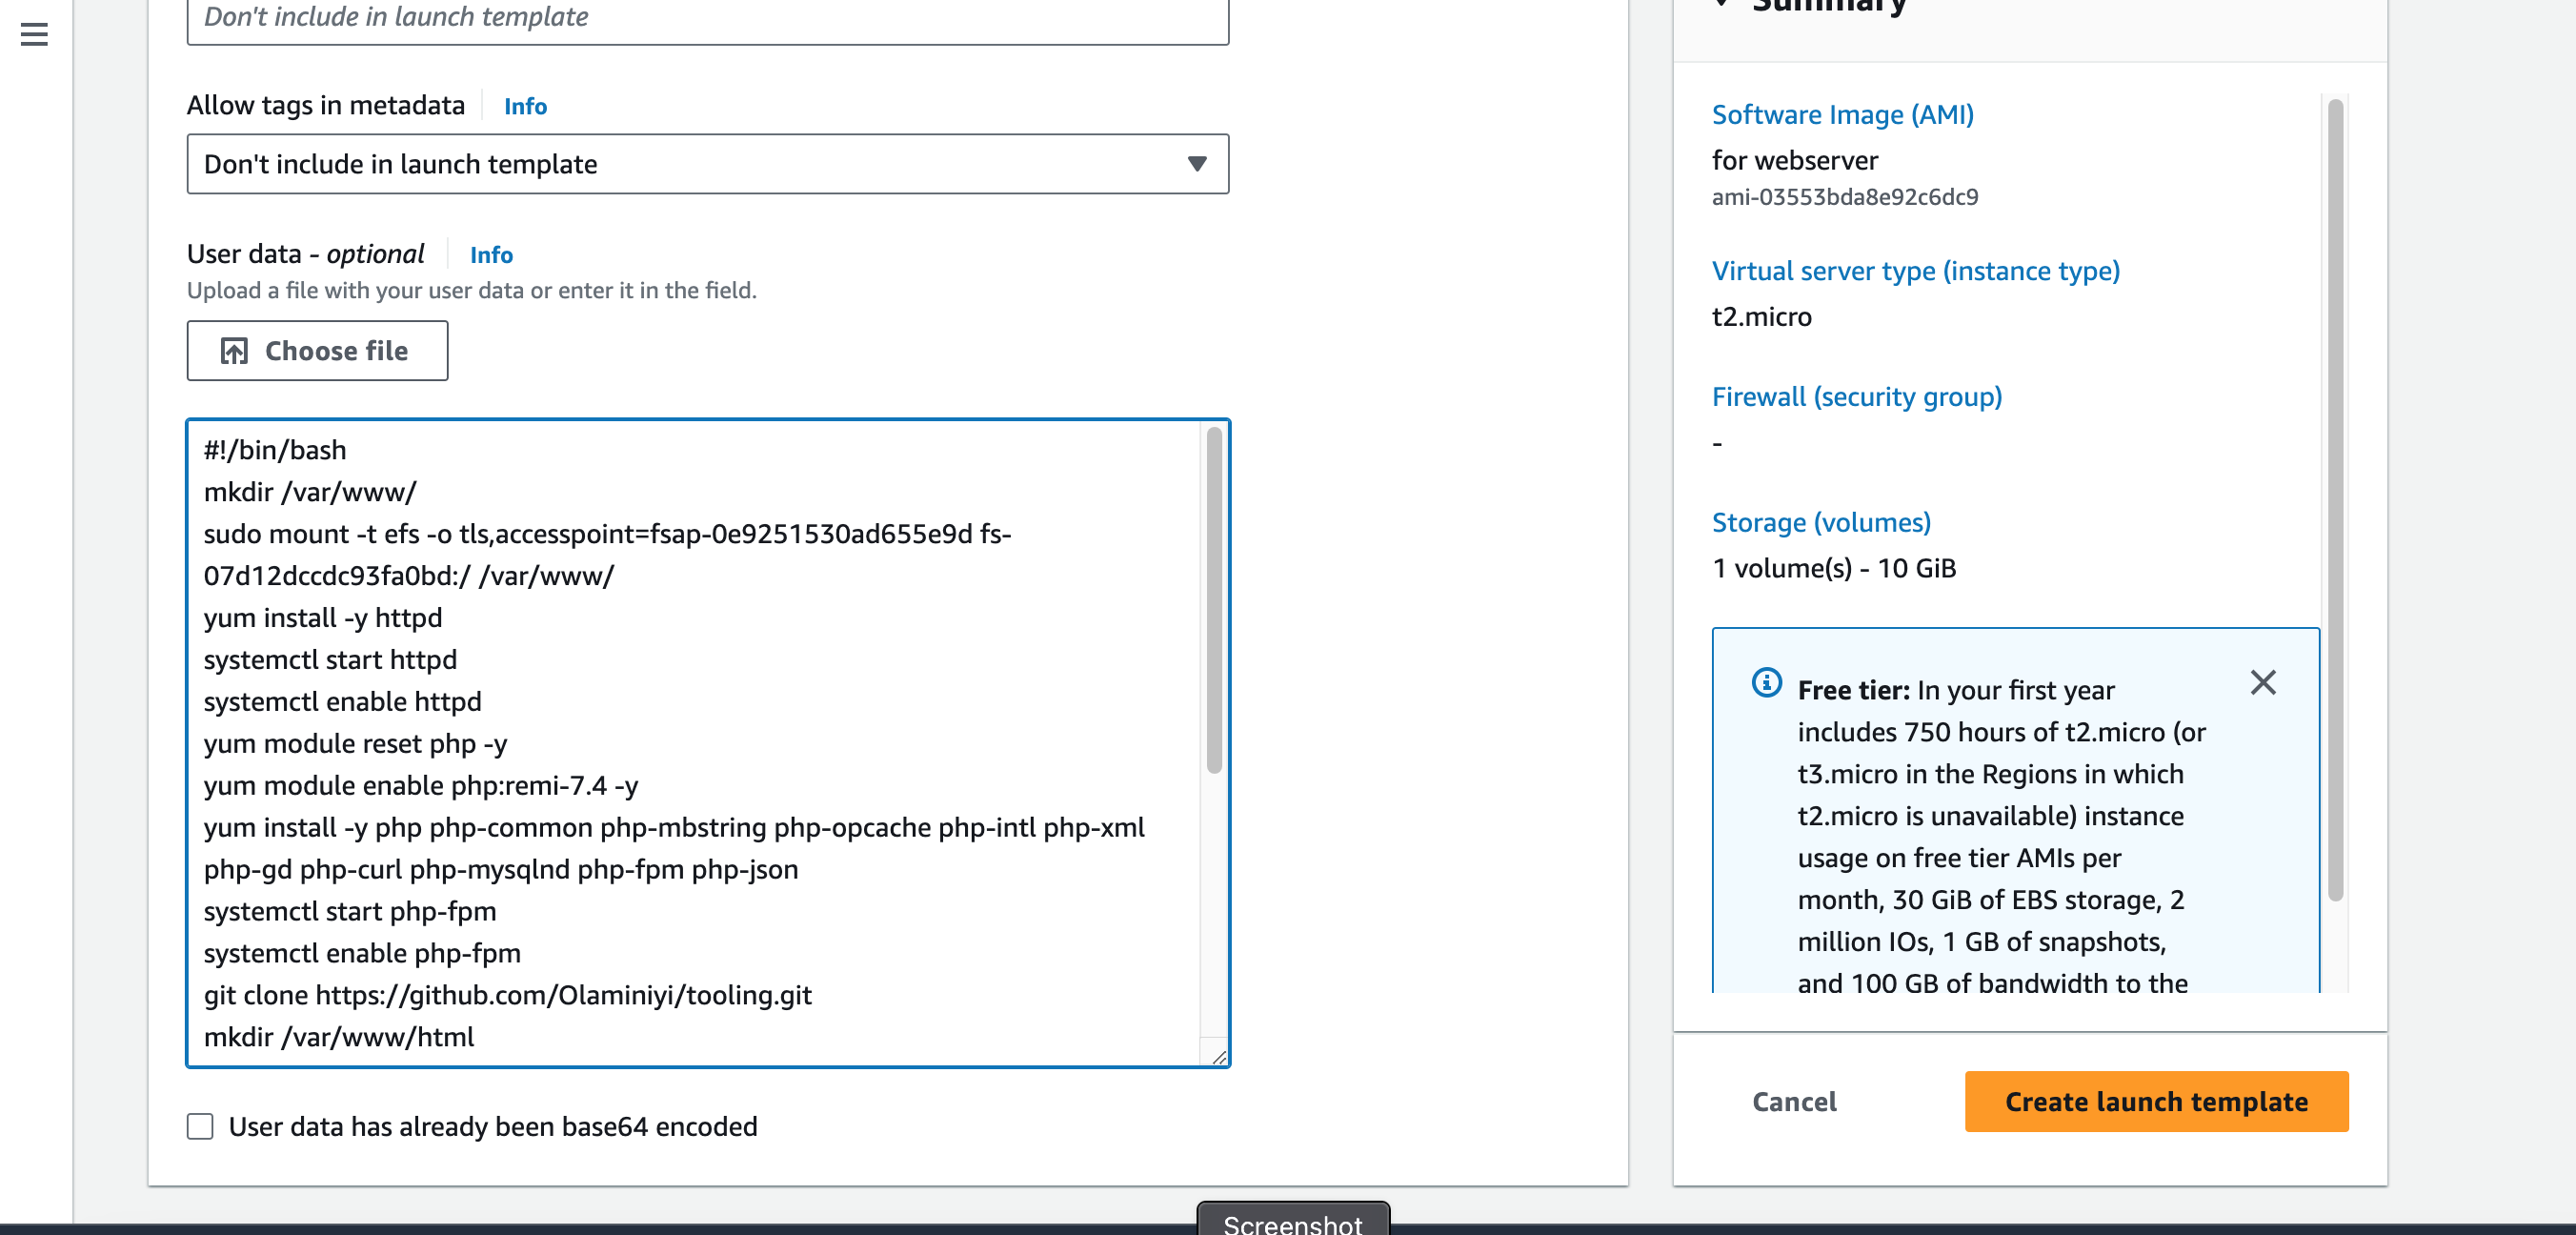 Don't include in launch template
Allow tags in metadata Info
Don't include in launch template
User data - optional Info
Upload a file with your user data or enter it in the field.
Choose file
#!/bin/bash
mkdir /var/www/
sudo mount -t efs -o tls,accesspoint=fsap-0e9251530ad655e9d fs-
07d12dccdc93fa0bd:/ /var/www/
yum install -y httpd
systemctl start httpd
systemctl enable httpd
yum module reset php -y
yum module enable php:remi-7.4 -y
yum install -y php php-common php-mbstring php-opcache php-intl php-xml
php-gd php-curl php-mysqlnd php-fpm php-json
systemctl start php-fpm
systemctl enable php-fpm
git clone https://github.com/Olaminiyi/tooling.git
mkdir /var/www/html
User data has already been base64 encoded
Summary
Software Image (AMI)
for webserver
ami-03553bda8e92c6dc9
Virtual server type (instance type)
t2.micro
Firewall (security group)
-
Storage (volumes)
1 volume(s) - 10 GiB
Free tier: In your first year
includes 750 hours of t2.micro (or
t3.micro in the Regions in which
t2.micro is unavailable) instance
usage on free tier AMIs per
month, 30 GiB of EBS storage, 2
million IOs, 1 GB of snapshots,
and 100 GB of bandwidth to the
Cancel
Create launch template
Screenshot